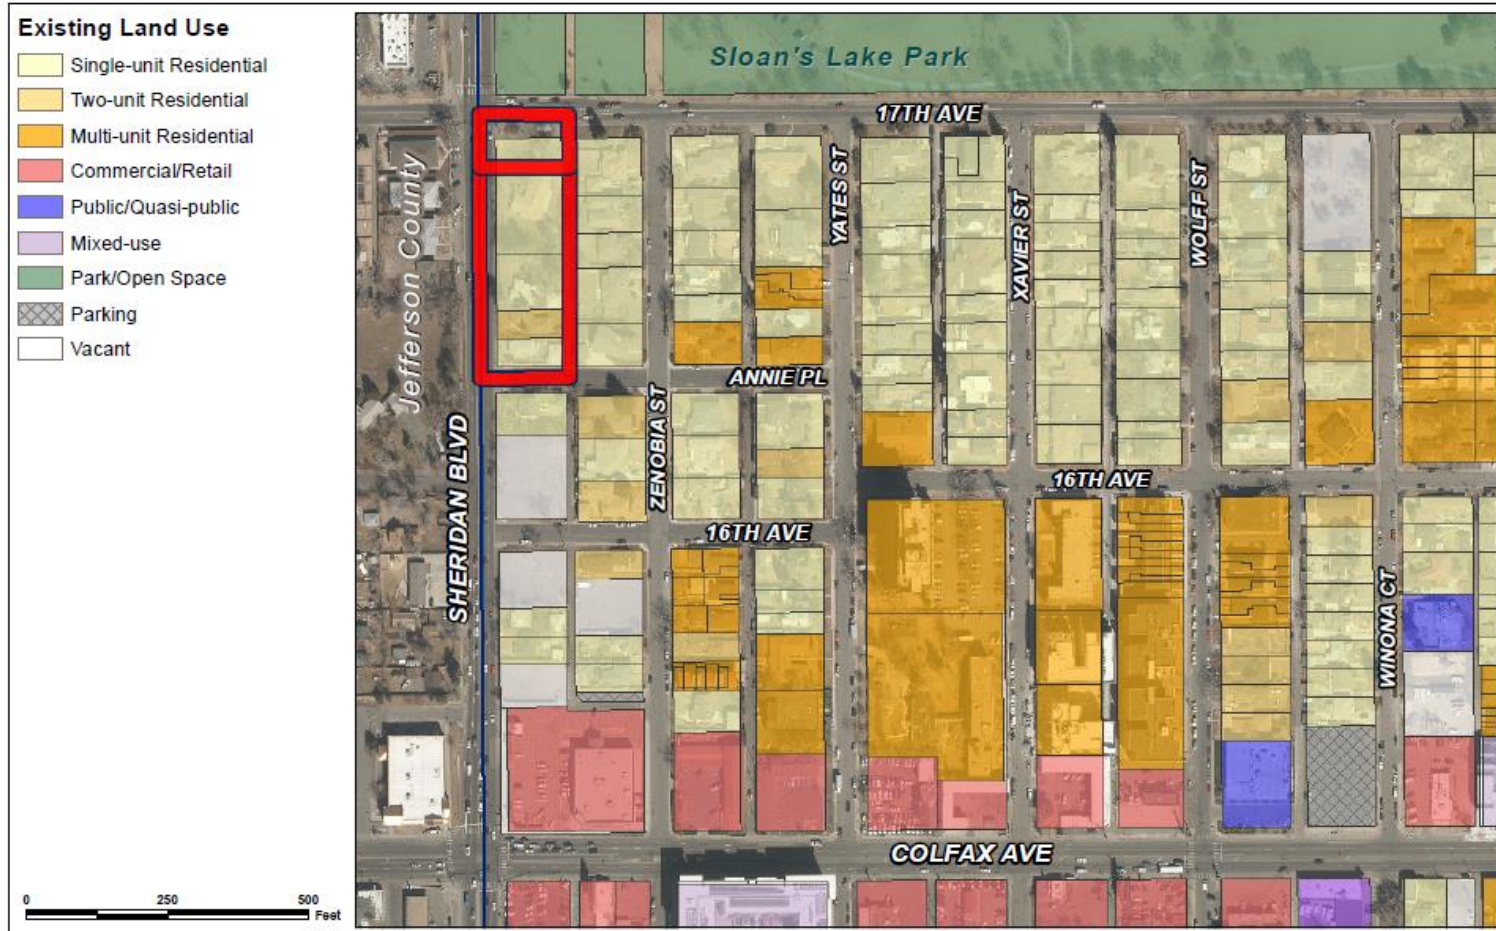 Existing Land Use
Single-unit Residential
Two-unit Residential
Multi-unit Residential
Commercial/Retail
Public/Quasi-public
Mixed-use
Park/Open Space
Parking
Vacant
0 250 500
Feet
Sloan's Lake Park
17TH AVE
Jefferson County
YATES ST
XAVIER ST
WOLFF ST
ANNIE PL
SHERIDAN BLVD
ZENOBIA ST
16TH AVE
16TH AVE
WINONA CT
COLFAX AVE